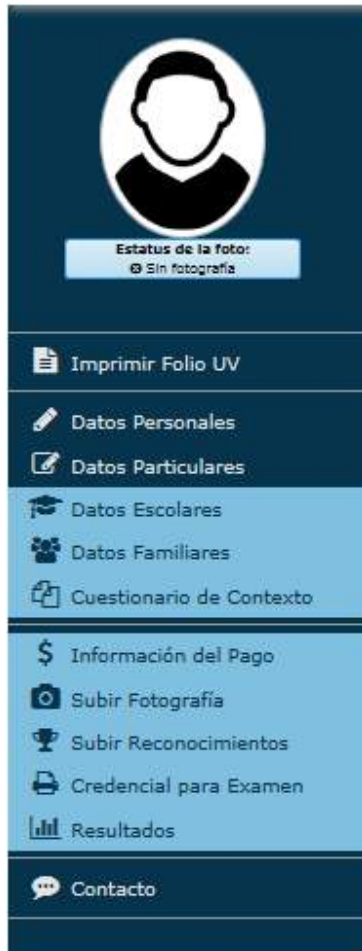 Estatus de la foto:
Sin fotografía
Imprimir Folio UV
Datos Personales
Datos Particulares
Datos Escolares
Datos Familiares
Cuestionario de Contexto
Información del Pago
Subir Fotografía
Subir Reconocimientos
Credencial para Examen
Resultados
Contacto